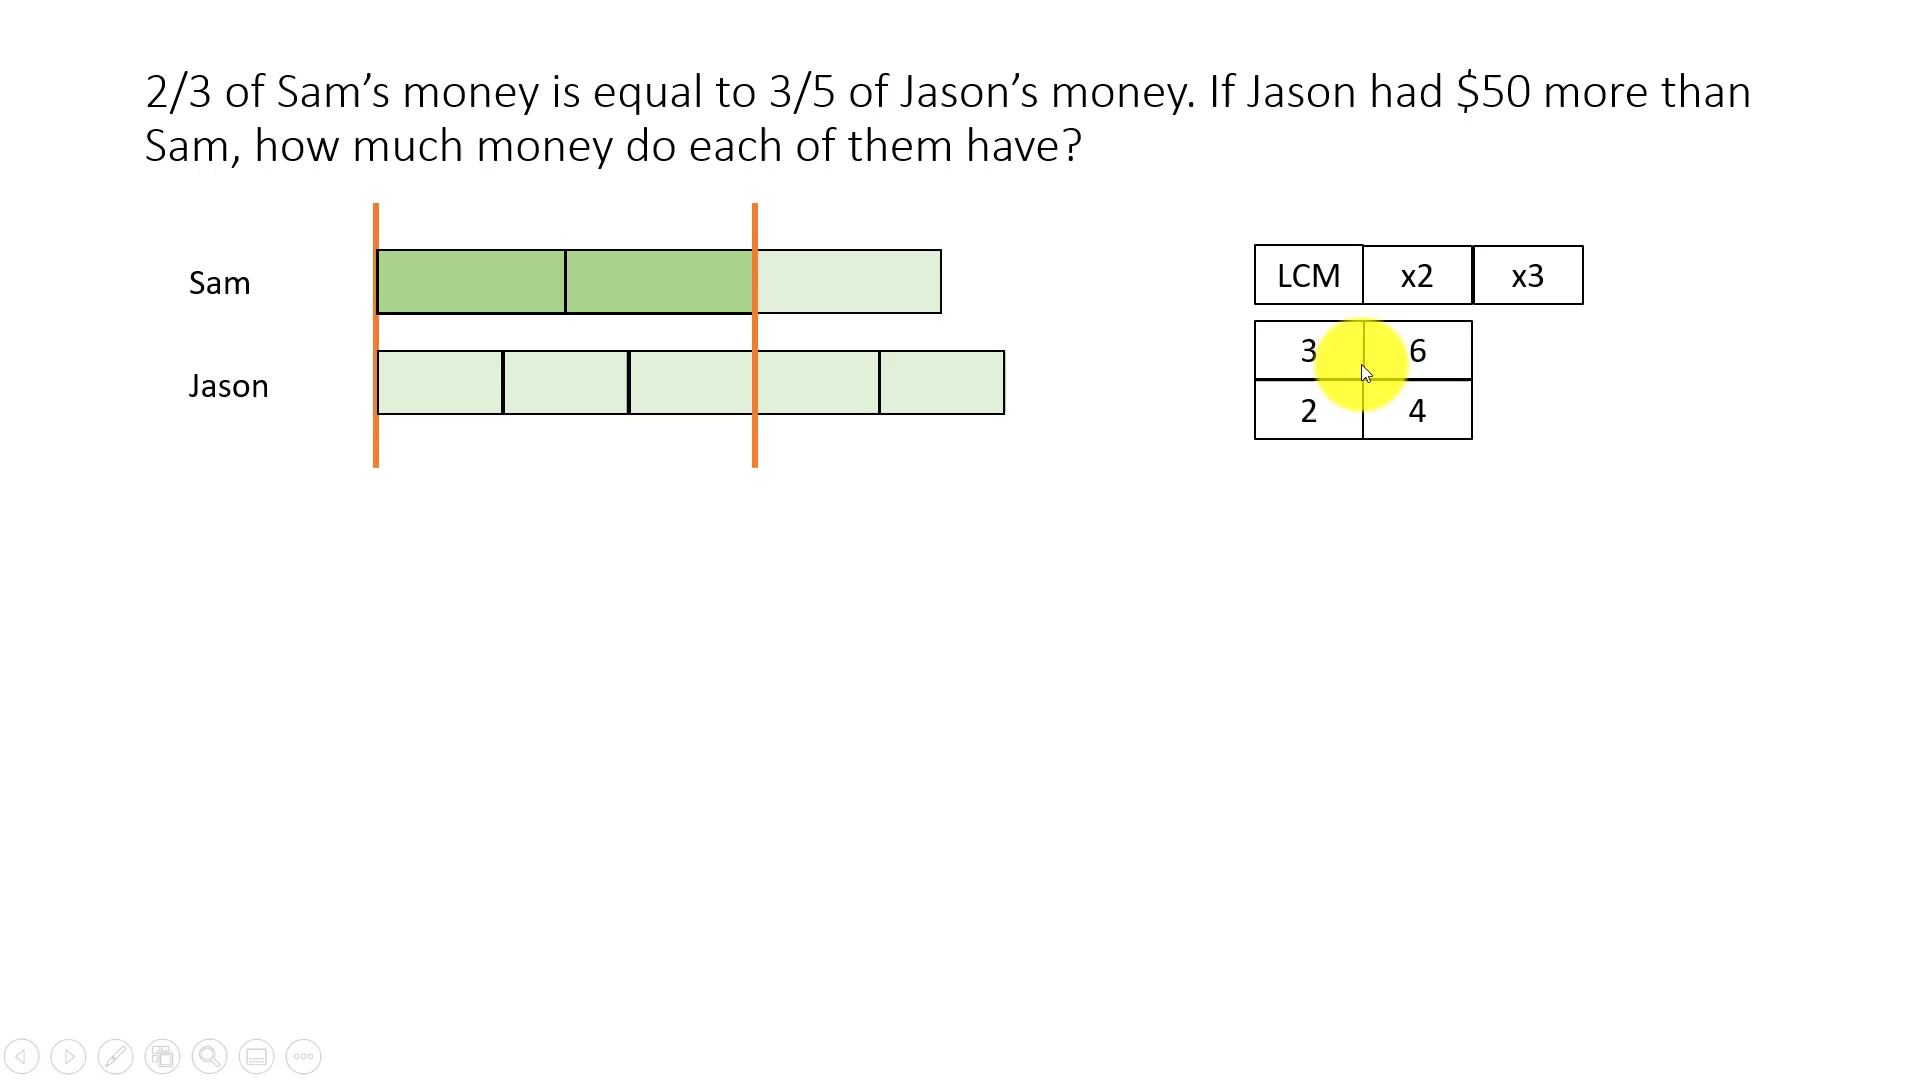 2/3 of Sam’s money is equal to 3/5 of Jason’s money. If Jason had $50 more than
Sam, how much money do each of them have?
Sam
Jason
LCM x2 x3
3 6
2 4